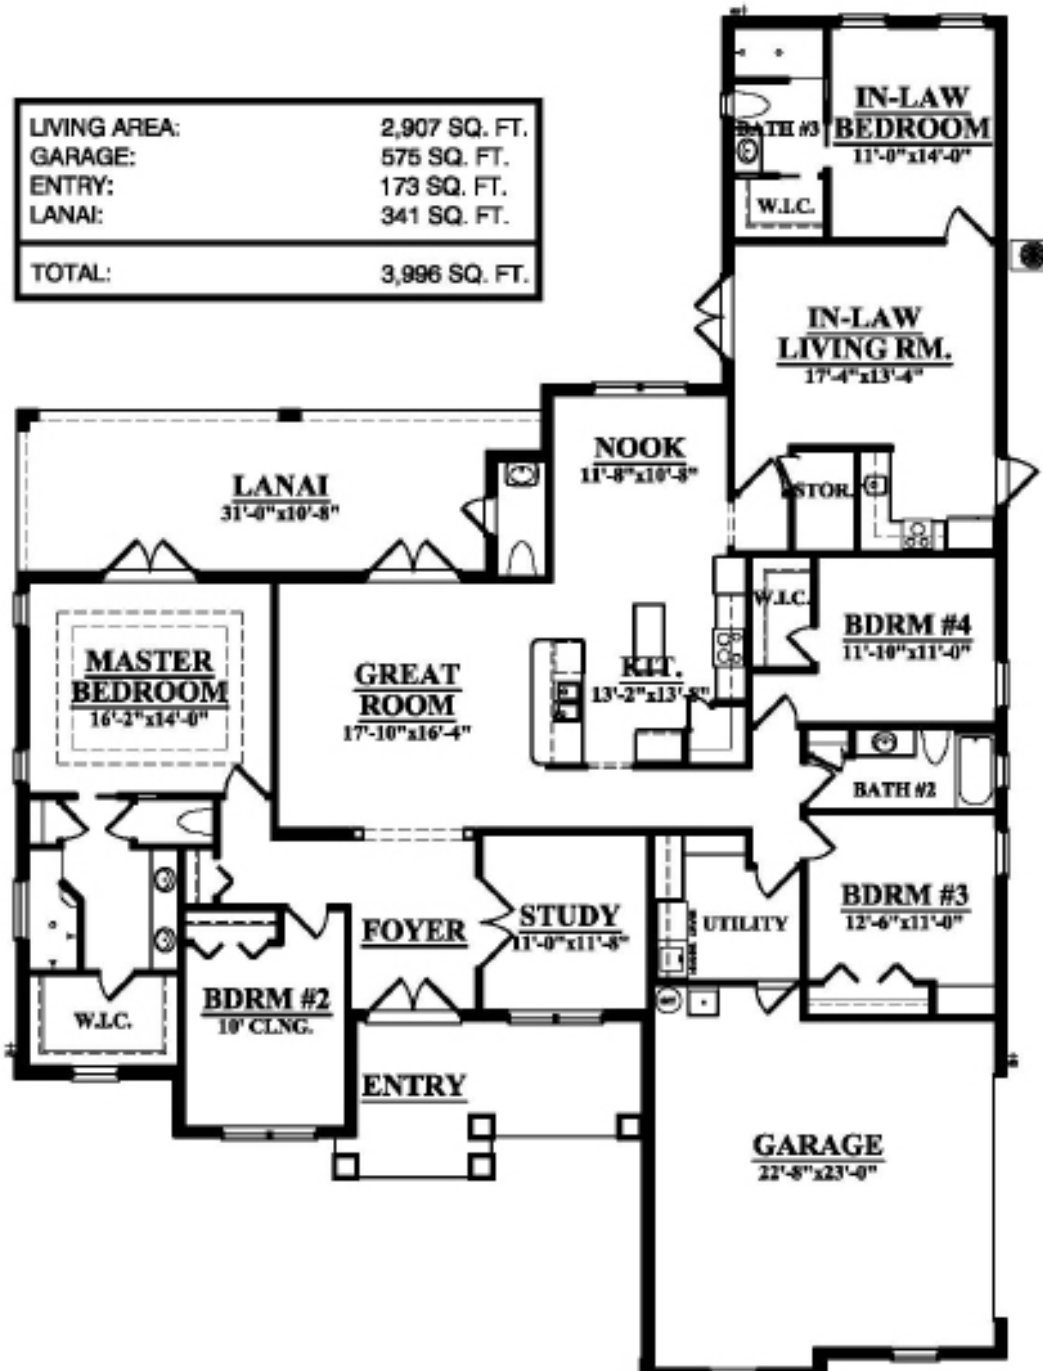 LIVING AREA: 2,907 SQ. FT.
GARAGE: 575 SQ. FT.
ENTRY: 173 SQ. FT.
LANAI: 341 SQ. FT.
TOTAL: 3,996 SQ. FT.
IN-LAW
BEDROOM
11'-0"x14'-0"
BATH #3
W.I.C.
IN-LAW
LIVING RM.
17'-4"x13'-4"
NOOK
11'-8"x10'-8"
STOR.
LANAI
31'-0"x10'-8"
W.I.C.
BDRM #4
11'-10"x11'-0"
MASTER
BEDROOM
16'-2"x14'-0"
GREAT
ROOM
17'-10"x16'-4"
KIT.
13'-2"x13'-8"
BATH #2
BDRM #3
12'-6"x11'-0"
UTILITY
STUDY
11'-0"x11'-8"
FOYER
BDRM #2
10' CLNG.
W.I.C.
ENTRY
GARAGE
22'-8"x23'-0"